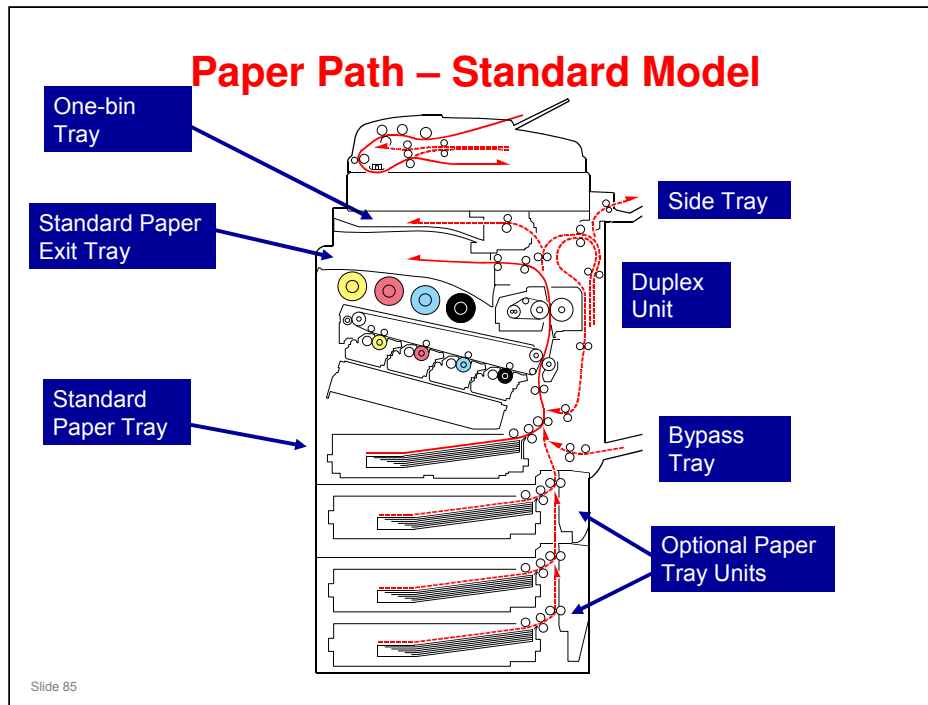 Paper Path – Standard Model
One-bin
Tray
Standard Paper
Exit Tray
Standard
Paper Tray
Side Tray
Duplex
Unit
Bypass
Tray
Optional Paper
Tray Units
Slide 85